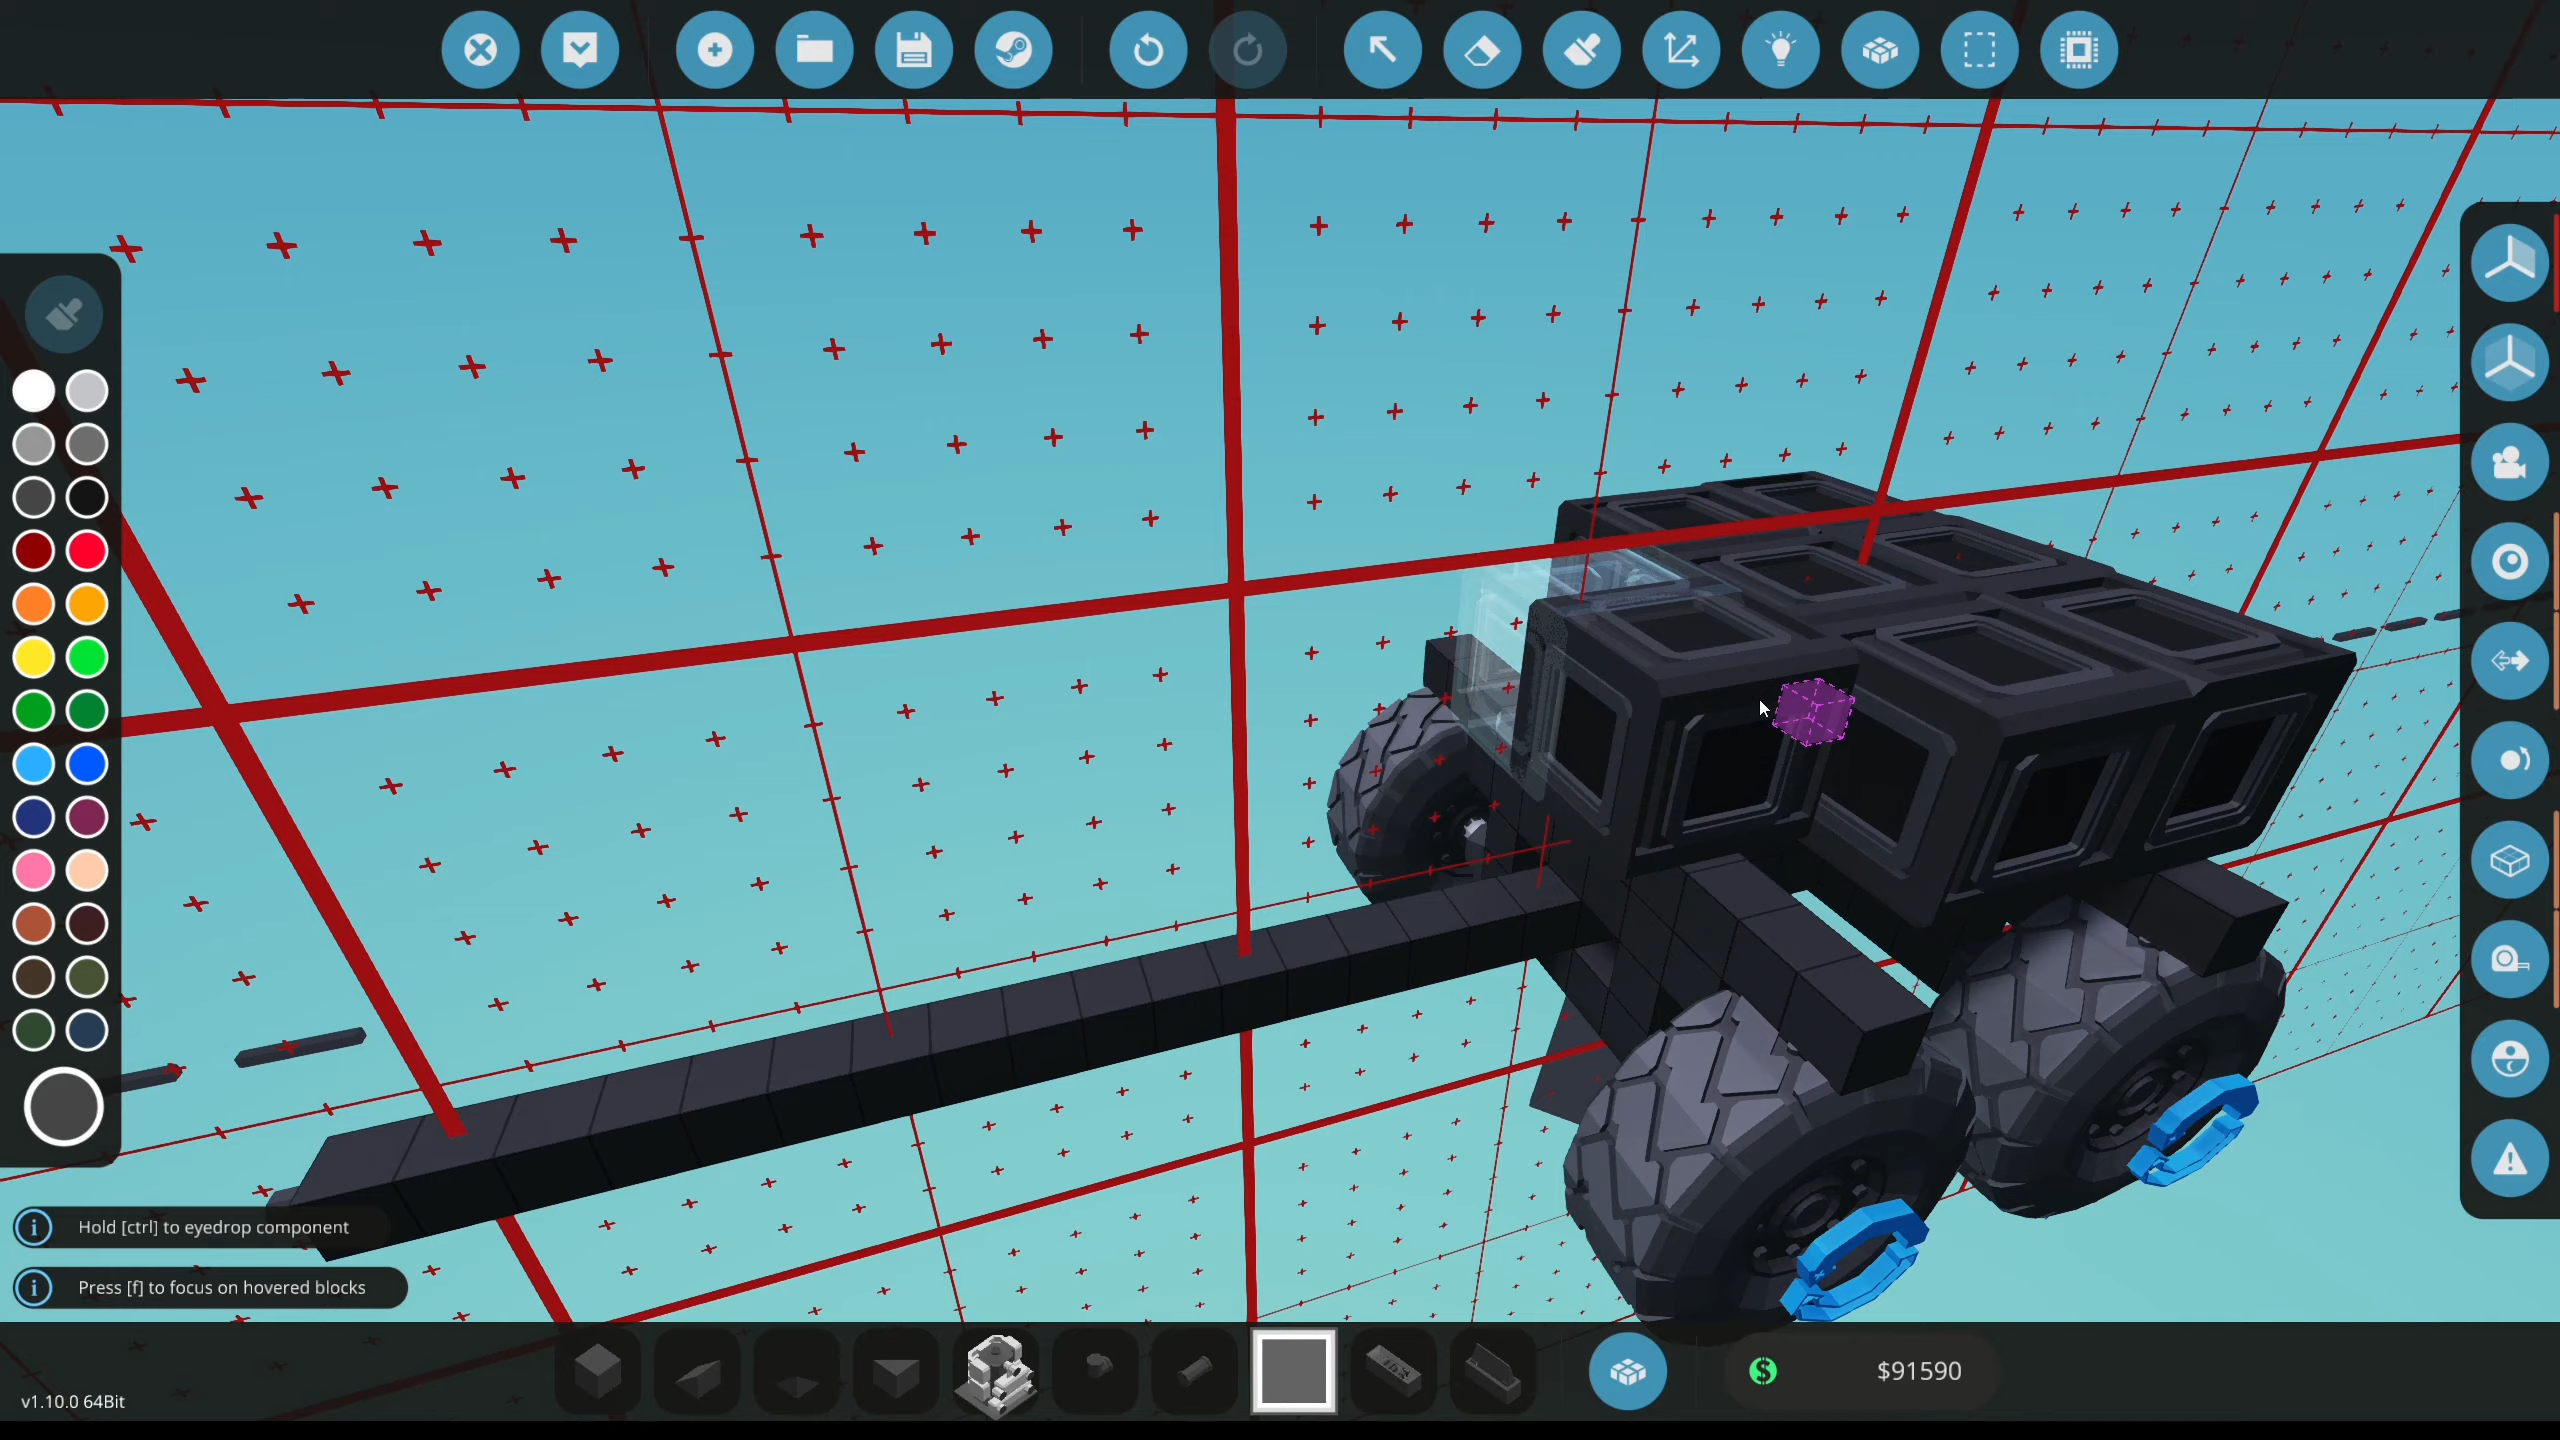 Hold [ctrl] to eyedrop component
Press [f] to focus on hovered blocks
$91590
v1.10.0 64Bit